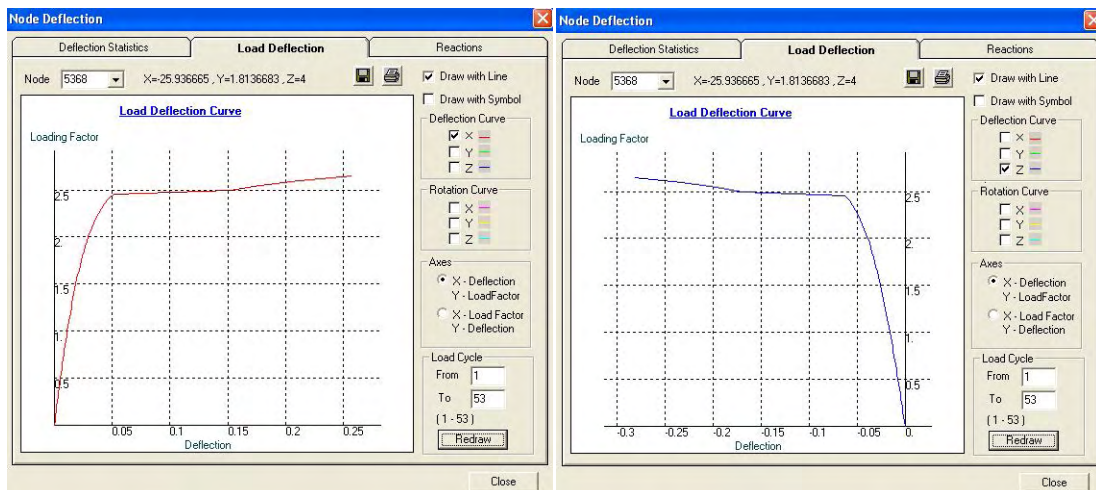 Node Deflection
Deflection Statistics
Load Deflection
Reactions
Node
5368
X=-25.936665 , Y=1.8136683 , Z=4
Draw with Line
Draw with Symbol
Load Deflection Curve
Loading Factor
2.5
2.
1.5
1.
0.5
0.05 0.1 0.15 0.2 0.25
Deflection
Deflection Curve
X
Y
Z
Rotation Curve
X
Y
Z
Axes
X - Deflection
Y - LoadFactor
X - Load Factor
Y - Deflection
Load Cycle
From 1
To 53
( 1 - 53 )
Redraw
Close
Node Deflection
Deflection Statistics
Load Deflection
Reactions
Node
5368
X=-25.936665 , Y=1.8136683 , Z=4
Draw with Line
Draw with Symbol
Load Deflection Curve
Loading Factor
2.5
2.
1.5
1.
0.5
-0.3 -0.25 -0.2 -0.15 -0.1 -0.05 0.
Deflection
Deflection Curve
X
Y
Z
Rotation Curve
X
Y
Z
Axes
X - Deflection
Y - LoadFactor
X - Load Factor
Y - Deflection
Load Cycle
From 1
To 53
( 1 - 53 )
Redraw
Close